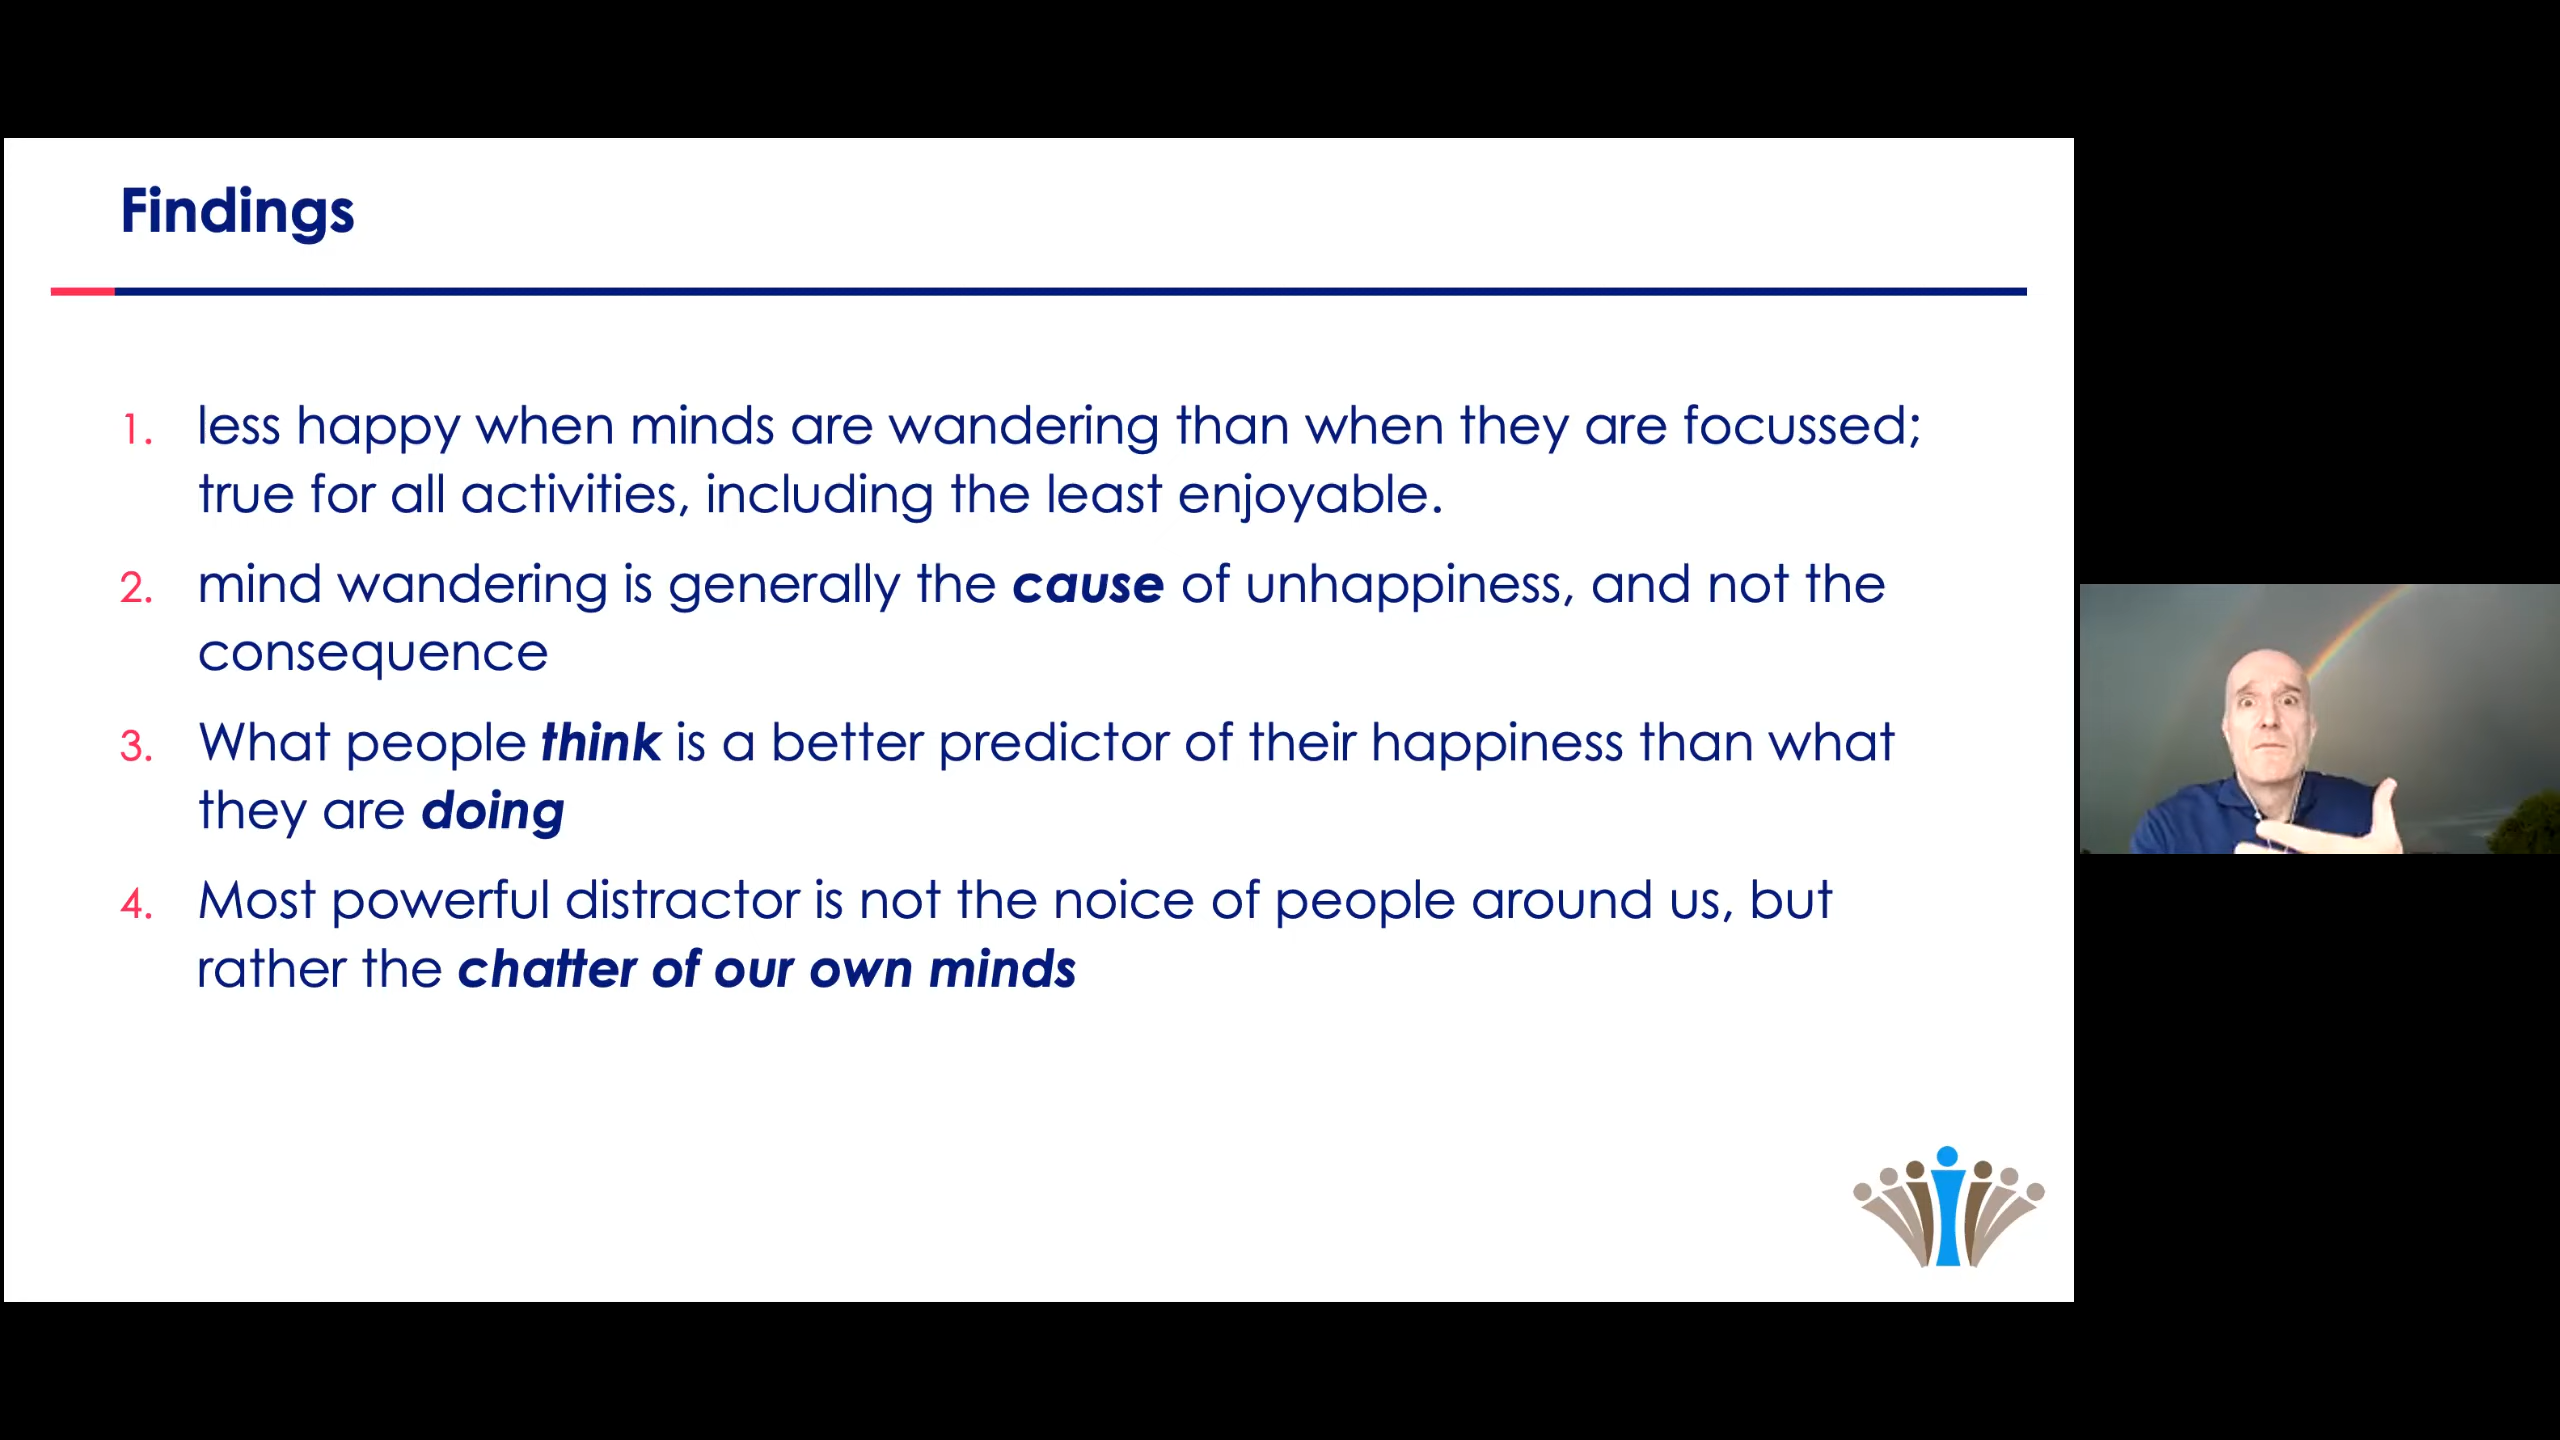 Findings
1. less happy when minds are wandering than when they are focussed;
true for all activities, including the least enjoyable.
2. mind wandering is generally the cause of unhappiness, and not the
consequence
3. What people think is a better predictor of their happiness than what
they are doing
4. Most powerful distractor is not the noice of people around us, but
rather the chatter of our own minds